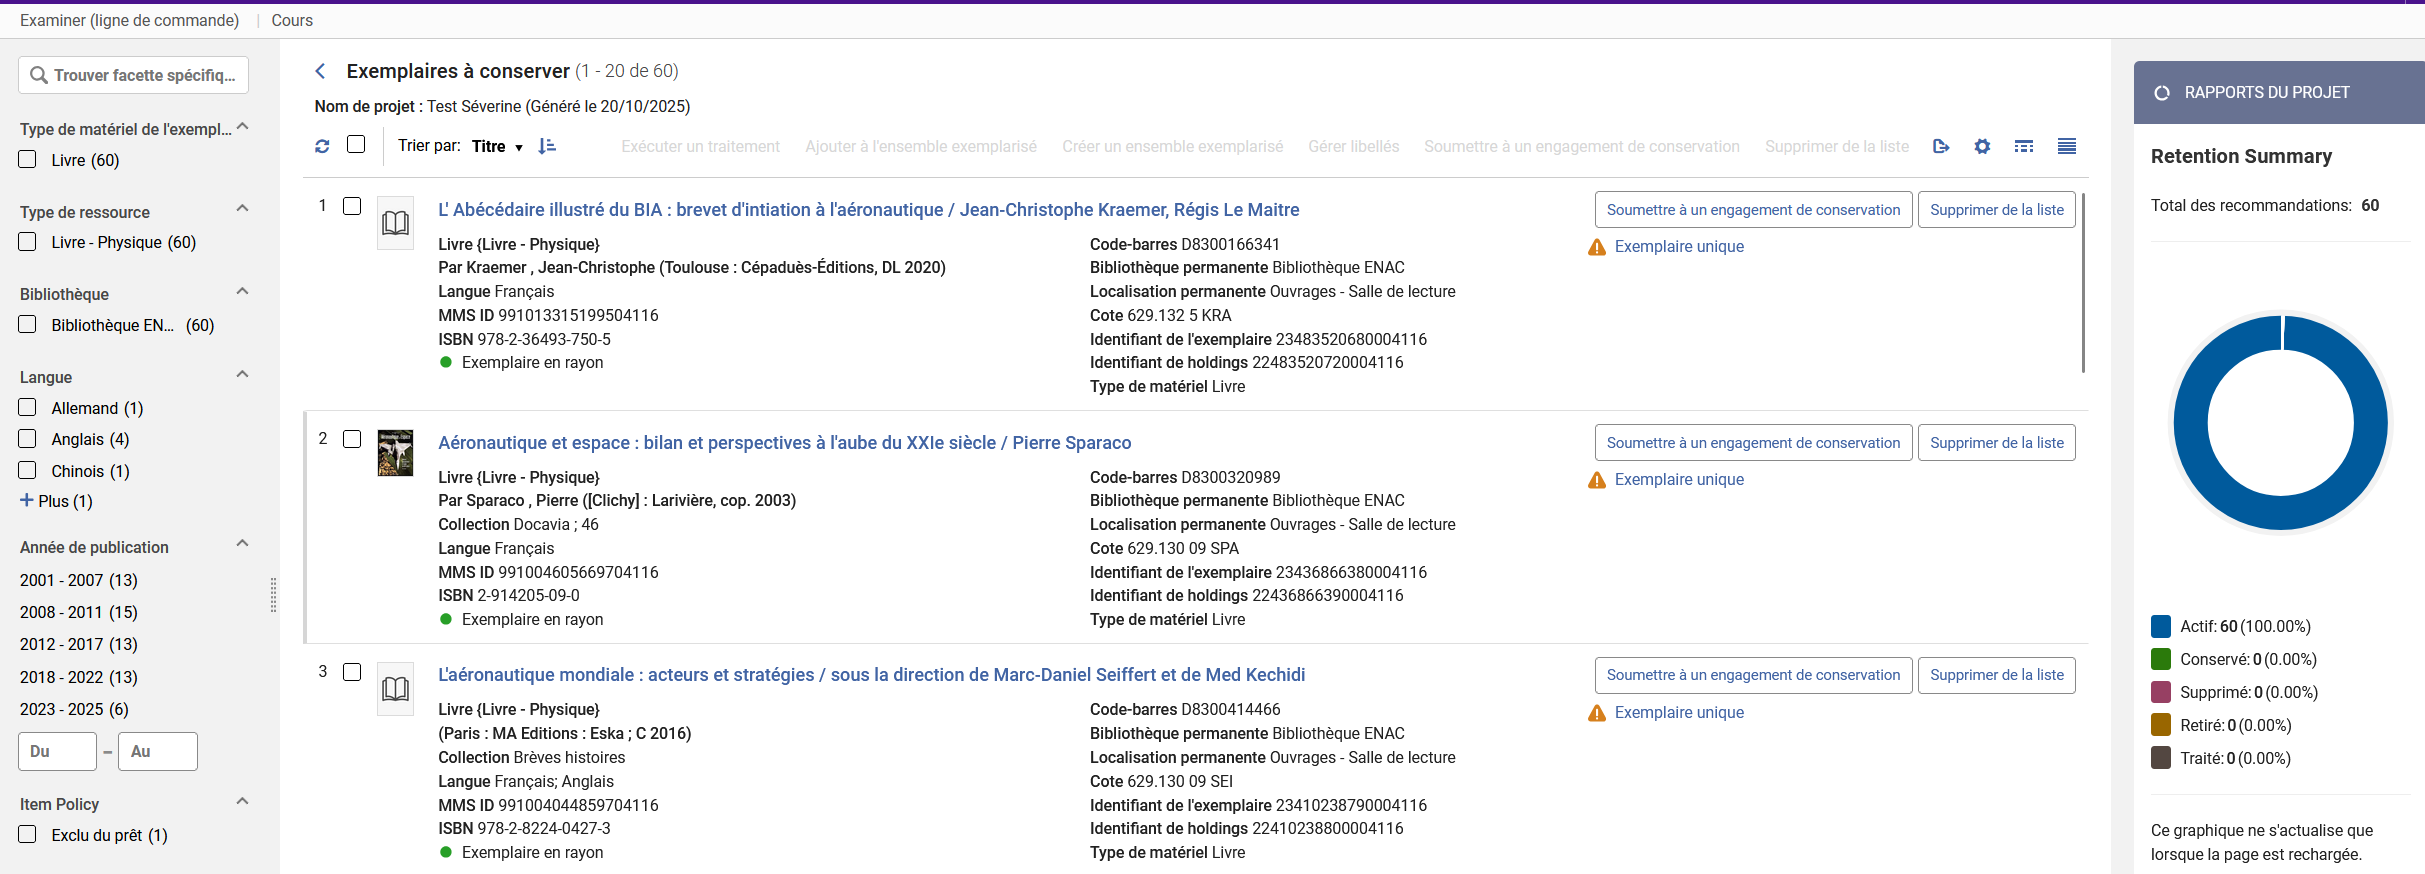 Examiner (ligne de commande) | Cours
Trouver facette spécifiq...
Type de matériel de l'exempl...
Livre (60)
Type de ressource
Livre - Physique (60)
Bibliothèque
Bibliothèque EN... (60)
Langue
Allemand (1)
Anglais (4)
Chinois (1)
+ Plus (1)
Année de publication
2001 - 2007 (13)
2008 - 2011 (15)
2012 - 2017 (13)
2018 - 2022 (13)
2023 - 2025 (6)
Du – Au
Item Policy
Exclu du prêt (1)
Exemplaires à conserver (1 - 20 de 60)
Nom de projet : Test Séverine (Généré le 20/10/2025)
Trier par: Titre
Exécuter un traitement Ajouter à l'ensemble exemplarisé Créer un ensemble exemplarisé Gérer libellés Soumettre à un engagement de conservation Supprimer de la liste
1
L' Abécédaire illustré du BIA : brevet d'intiation à l'aéronautique / Jean-Christophe Kraemer, Régis Le Maitre
Livre {Livre - Physique}
Par Kraemer , Jean-Christophe (Toulouse : Cépaduès-Éditions, DL 2020)
Langue Français
MMS ID 991013315199504116
ISBN 978-2-36493-750-5
Exemplaire en rayon
Code-barres D8300166341
Bibliothèque permanente Bibliothèque ENAC
Localisation permanente Ouvrages - Salle de lecture
Cote 629.132 5 KRA
Identifiant de l'exemplaire 23483520680004116
Identifiant de holdings 22483520720004116
Type de matériel Livre
Soumettre à un engagement de conservation Supprimer de la liste
Exemplaire unique
2
Aéronautique et espace : bilan et perspectives à l'aube du XXIe siècle / Pierre Sparaco
Livre {Livre - Physique}
Par Sparaco , Pierre ([Clichy] : Larivière, cop. 2003)
Collection Docavia ; 46
Langue Français
MMS ID 991004605669704116
ISBN 2-914205-09-0
Exemplaire en rayon
Code-barres D8300320989
Bibliothèque permanente Bibliothèque ENAC
Localisation permanente Ouvrages - Salle de lecture
Cote 629.130 09 SPA
Identifiant de l'exemplaire 23436866380004116
Identifiant de holdings 22436866390004116
Type de matériel Livre
Soumettre à un engagement de conservation Supprimer de la liste
Exemplaire unique
3
L'aéronautique mondiale : acteurs et stratégies / sous la direction de Marc-Daniel Seiffert et de Med Kechidi
Livre {Livre - Physique}
(Paris : MA Editions : Eska ; C 2016)
Collection Brèves histoires
Langue Français; Anglais
MMS ID 991004044859704116
ISBN 978-2-8224-0427-3
Exemplaire en rayon
Code-barres D8300414466
Bibliothèque permanente Bibliothèque ENAC
Localisation permanente Ouvrages - Salle de lecture
Cote 629.130 09 SEI
Identifiant de l'exemplaire 23410238790004116
Identifiant de holdings 22410238800004116
Type de matériel Livre
Soumettre à un engagement de conservation Supprimer de la liste
Exemplaire unique
RAPPORTS DU PROJET
Retention Summary
Total des recommandations: 60
Actif: 60 (100.00%)
Conservé: 0 (0.00%)
Supprimé: 0 (0.00%)
Retiré: 0 (0.00%)
Traité: 0 (0.00%)
Ce graphique ne s'actualise que
lorsque la page est rechargée.